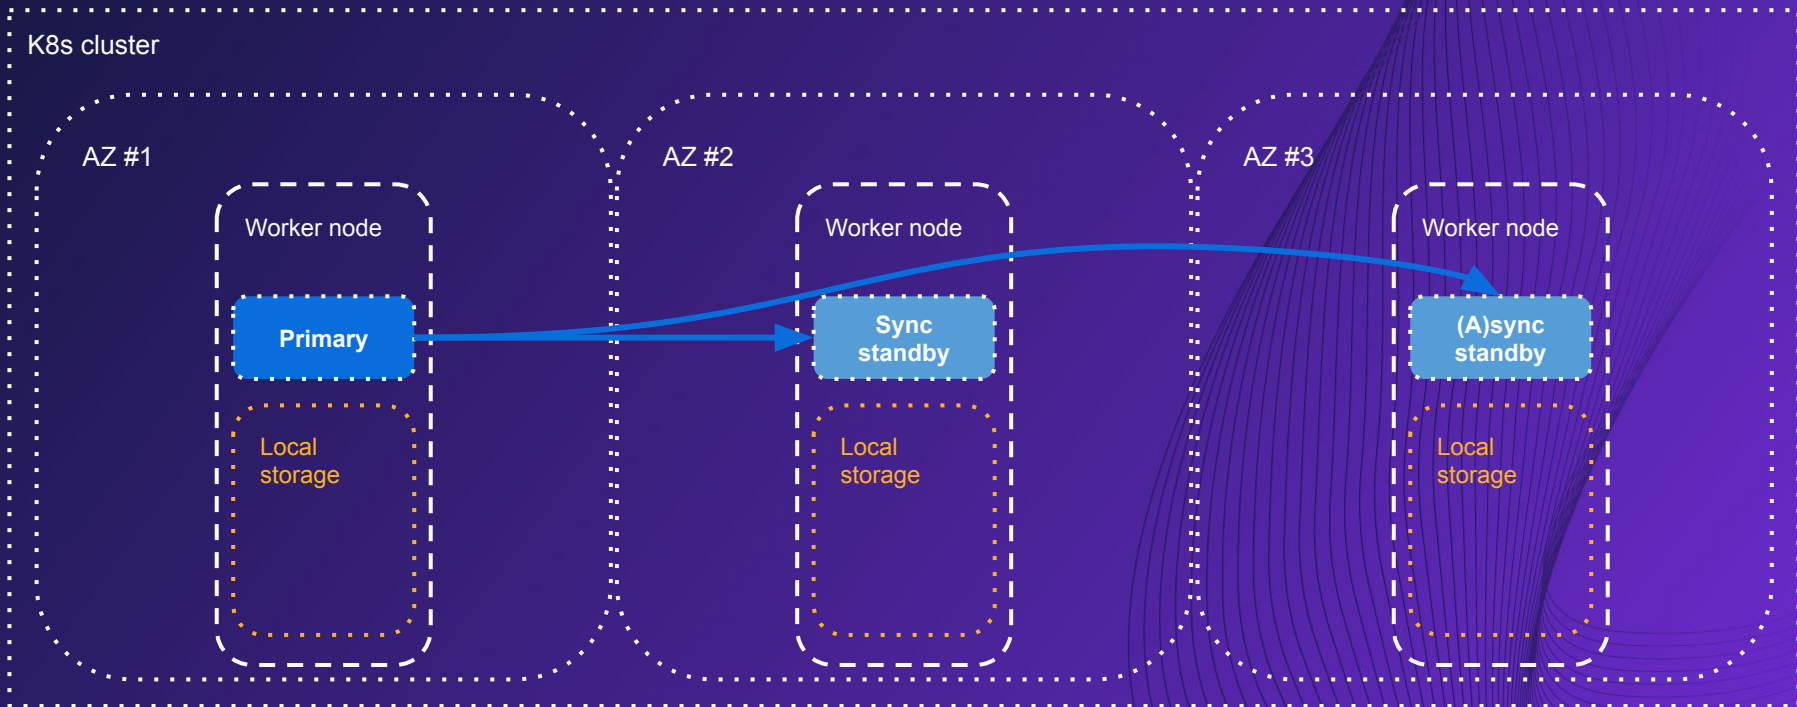 K8s cluster
AZ #1
AZ #2
AZ #3
Worker node
Worker node
Worker node
Primary
Sync
standby
(A)sync
standby
Local
storage
Local
storage
Local
storage